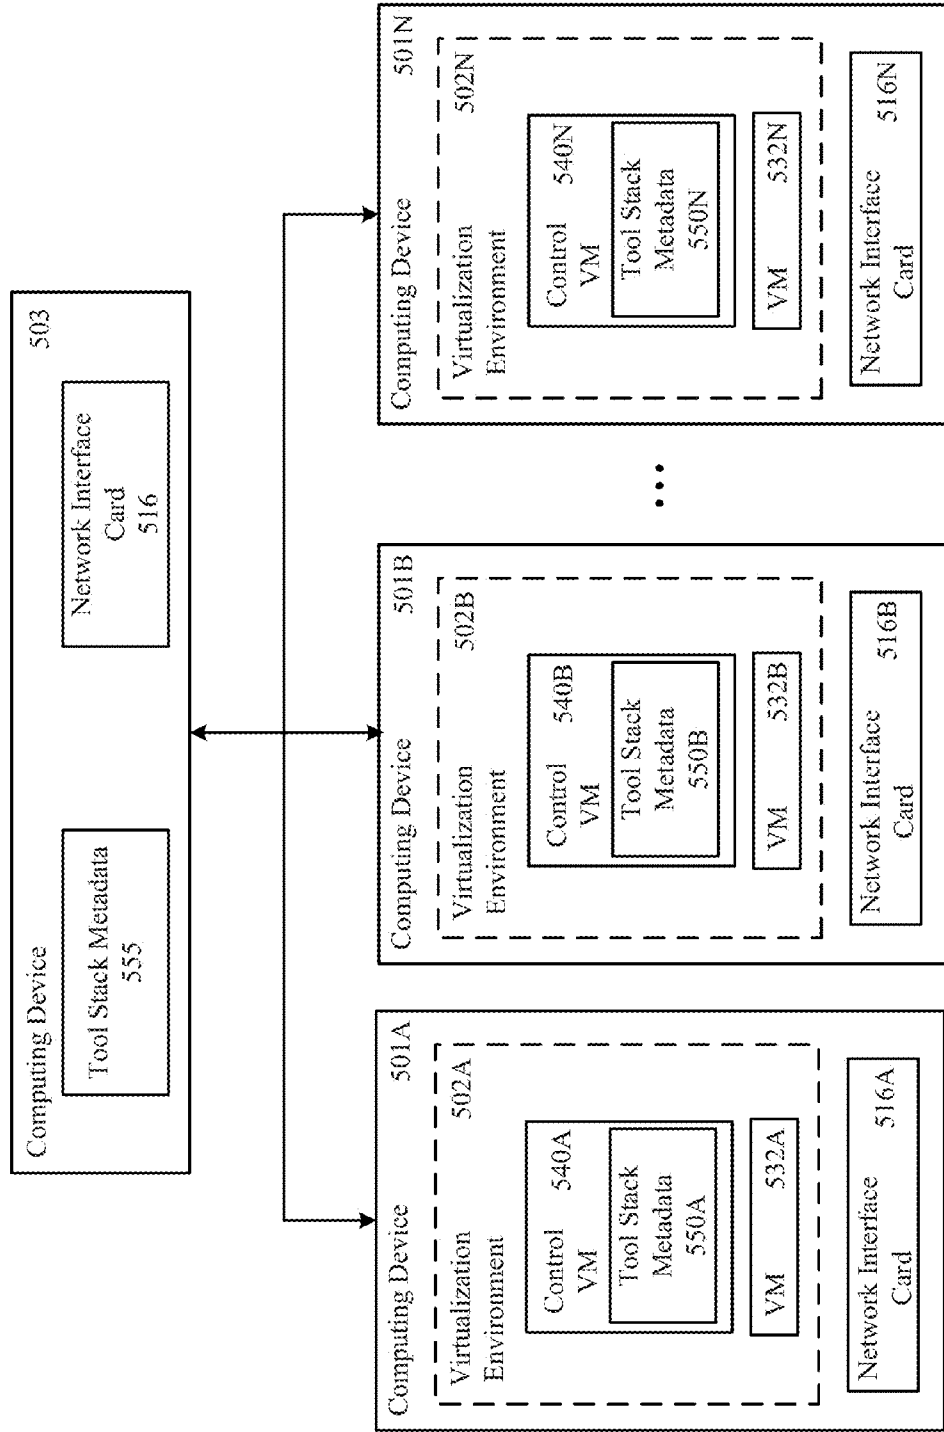 Computing Device
503
Tool Stack Metadata
555
Network Interface
Card
516
Computing Device
501A
Virtualization
502A
Environment
Control
540A
VM
Tool Stack
Metadata
550A
VM
532A
Network Interface
516A
Card
Computing Device
501B
Virtualization
502B
Environment
Control
540B
VM
Tool Stack
Metadata
550B
VM
532B
Network Interface
516B
Card
...
Computing Device
501N
Virtualization
502N
Environment
Control
540N
VM
Tool Stack
Metadata
550N
VM
532N
Network Interface
516N
Card